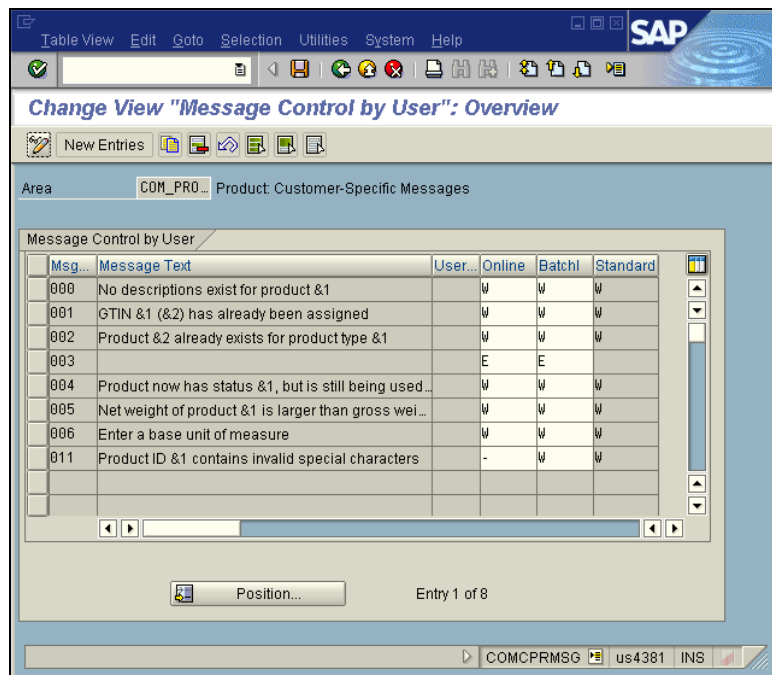 Table View Edit Goto Selection Utilities System Help
SAP
Change View "Message Control by User": Overview
New Entries
Area COM_PRO… Product: Customer-Specific Messages
Message Control by User
Msg... Message Text User... Online BatchI Standard
000 No descriptions exist for product &1 W W W
001 GTIN &1 (&2) has already been assigned W W W
002 Product &2 already exists for product type &1 W W W
003 E E
004 Product now has status &1, but is still being used… W W W
005 Net weight of product &1 is larger than gross wei… W W W
006 Enter a base unit of measure W W W
011 Product ID &1 contains invalid special characters - W W
Position... Entry 1 of 8
COMCPRMSG us4381 INS